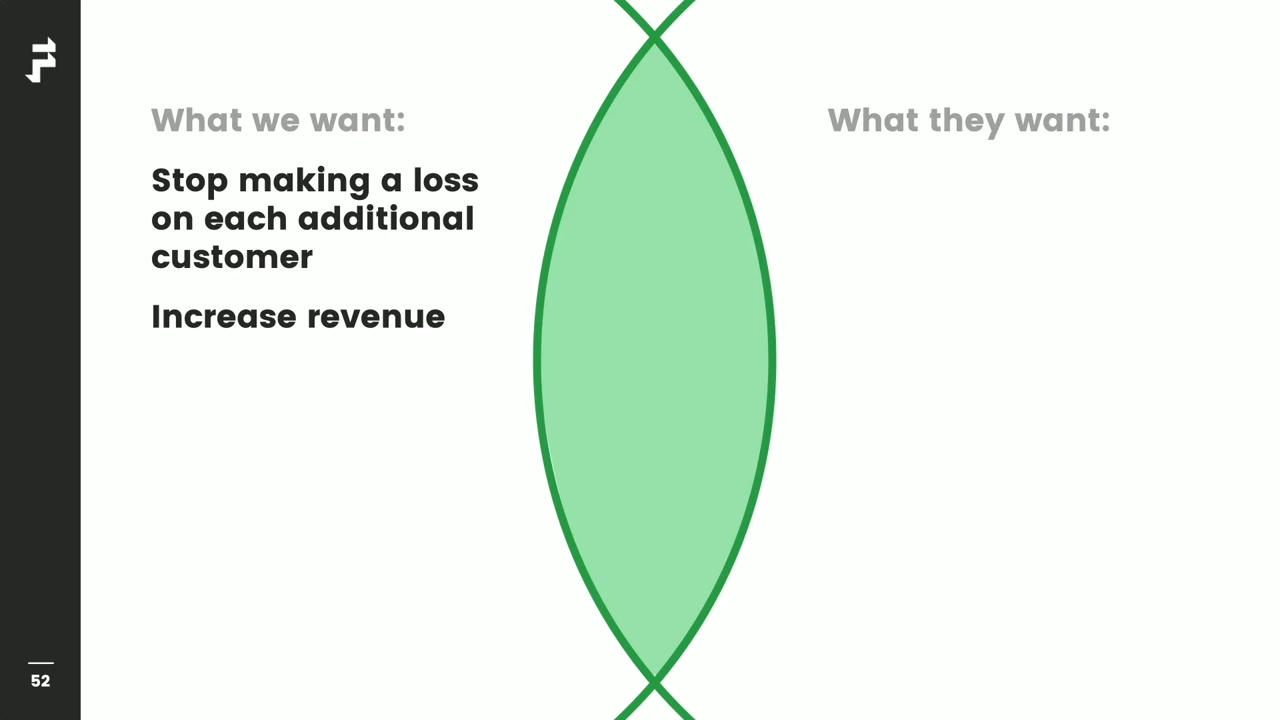 What we want:
Stop making a loss
on each additional
customer
Increase revenue
What they want:
52